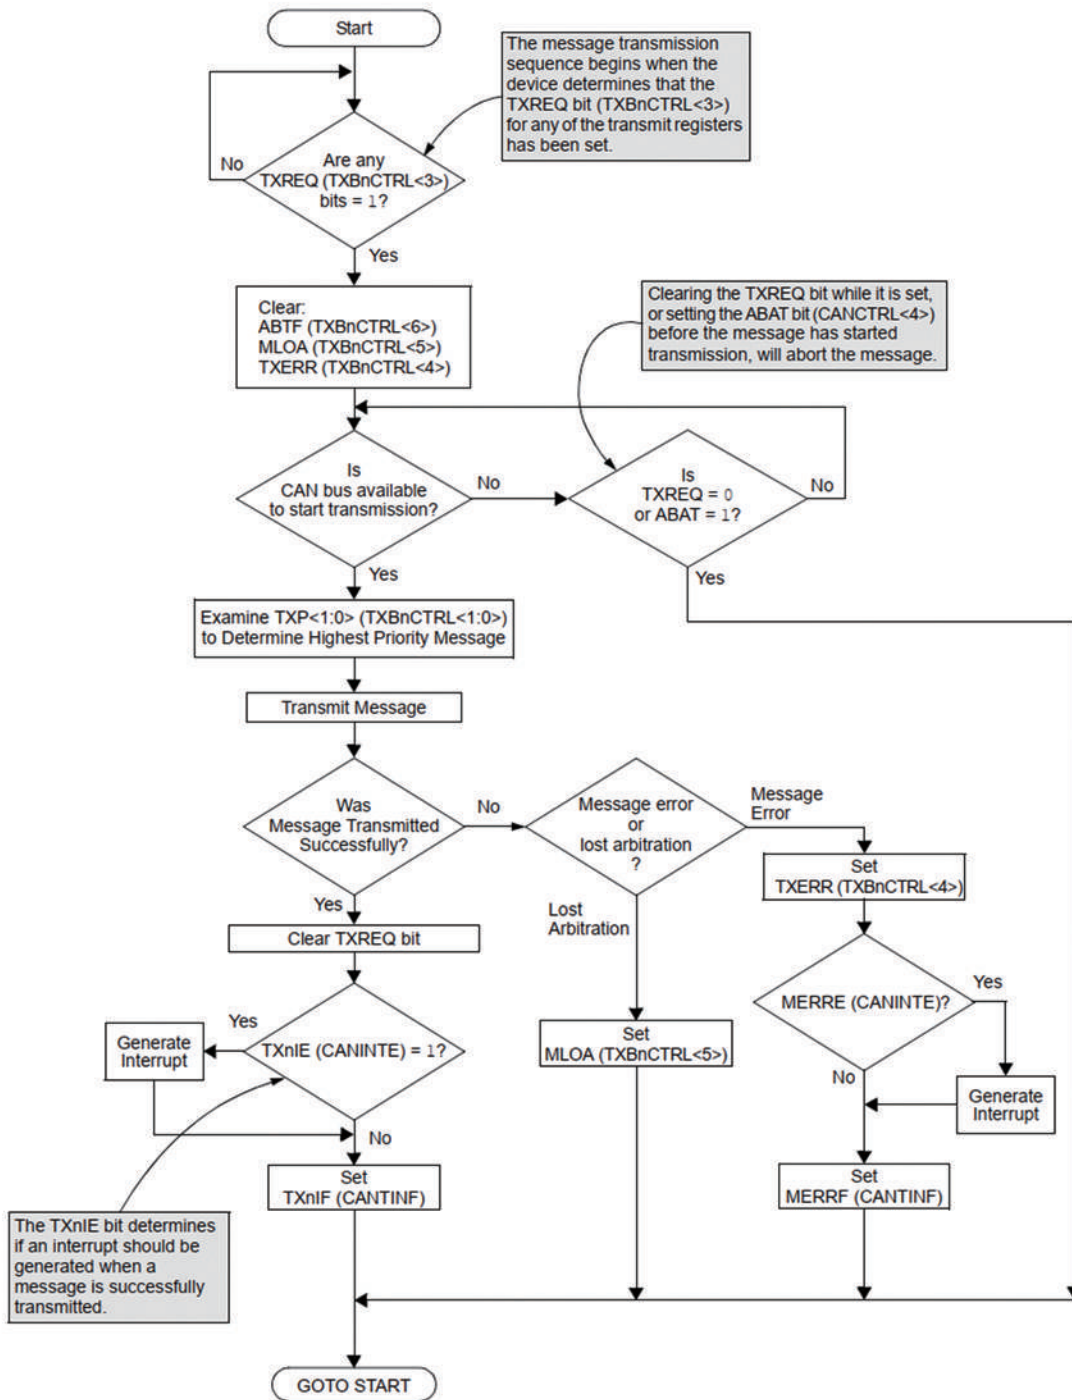 Start
The message transmission
sequence begins when the
device determines that the
TXREQ bit (TXBnCTRL<3>)
for any of the transmit registers
has been set.
No
Are any
TXREQ (TXBnCTRL<3>)
bits = 1?
Yes
Clear:
ABTF (TXBnCTRL<6>)
MLOA (TXBnCTRL<5>)
TXERR (TXBnCTRL<4>)
Clearing the TXREQ bit while it is set,
or setting the ABAT bit (CANCTRL<4>)
before the message has started
transmission, will abort the message.
Is
CAN bus available
to start transmission?
No
Is
TXREQ = 0
or ABAT = 1?
No
Yes
Yes
Examine TXP<1:0> (TXBnCTRL<1:0>)
to Determine Highest Priority Message
Transmit Message
Was
Message Transmitted
Successfully?
No
Message error
or
lost arbitration
?
Message
Error
Set
TXERR (TXBnCTRL<4>)
Yes
Lost
Arbitration
Clear TXREQ bit
MERRE (CANINTE)?
Yes
Yes
Generate
Interrupt
TXnIE (CANINTE) = 1?
Set
MLOA (TXBnCTRL<5>)
No
Generate
Interrupt
No
Set
TXnIF (CANTINF)
Set
MERRF (CANTINF)
The TXnIE bit determines
if an interrupt should be
generated when a
message is successfully
transmitted.
GOTO START